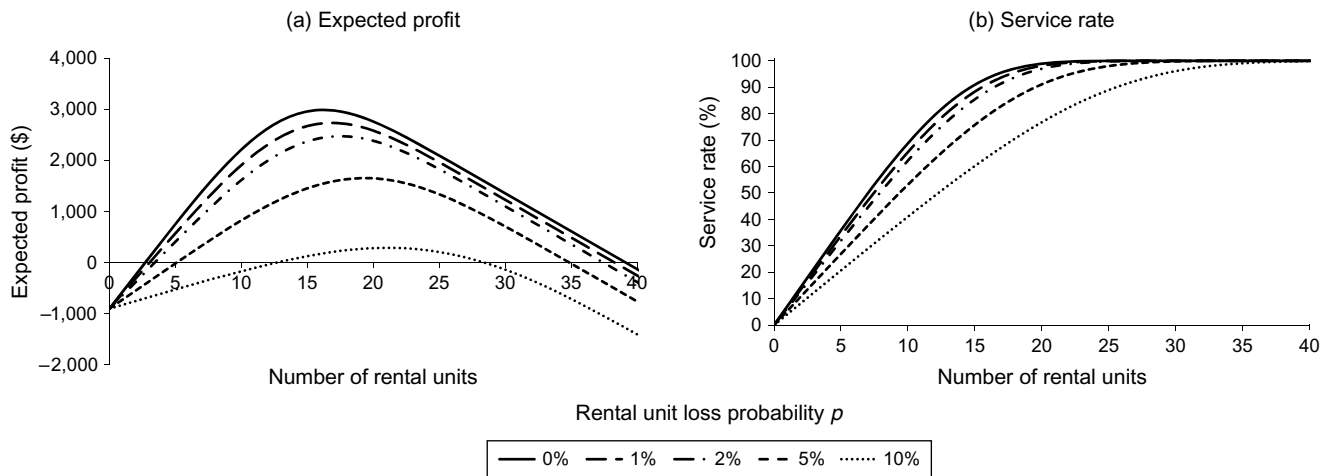 (a) Expected profit
4,000
3,000
2,000
1,000
0
–1,000
–2,000
Expected profit ($)
0 5 10 15 20 25 30 35 40
Number of rental units
(b) Service rate
100
90
80
70
60
50
40
30
20
10
0
Service rate (%)
0 5 10 15 20 25 30 35 40
Number of rental units
Rental unit loss probability p
0% 1% 2% 5% 10%